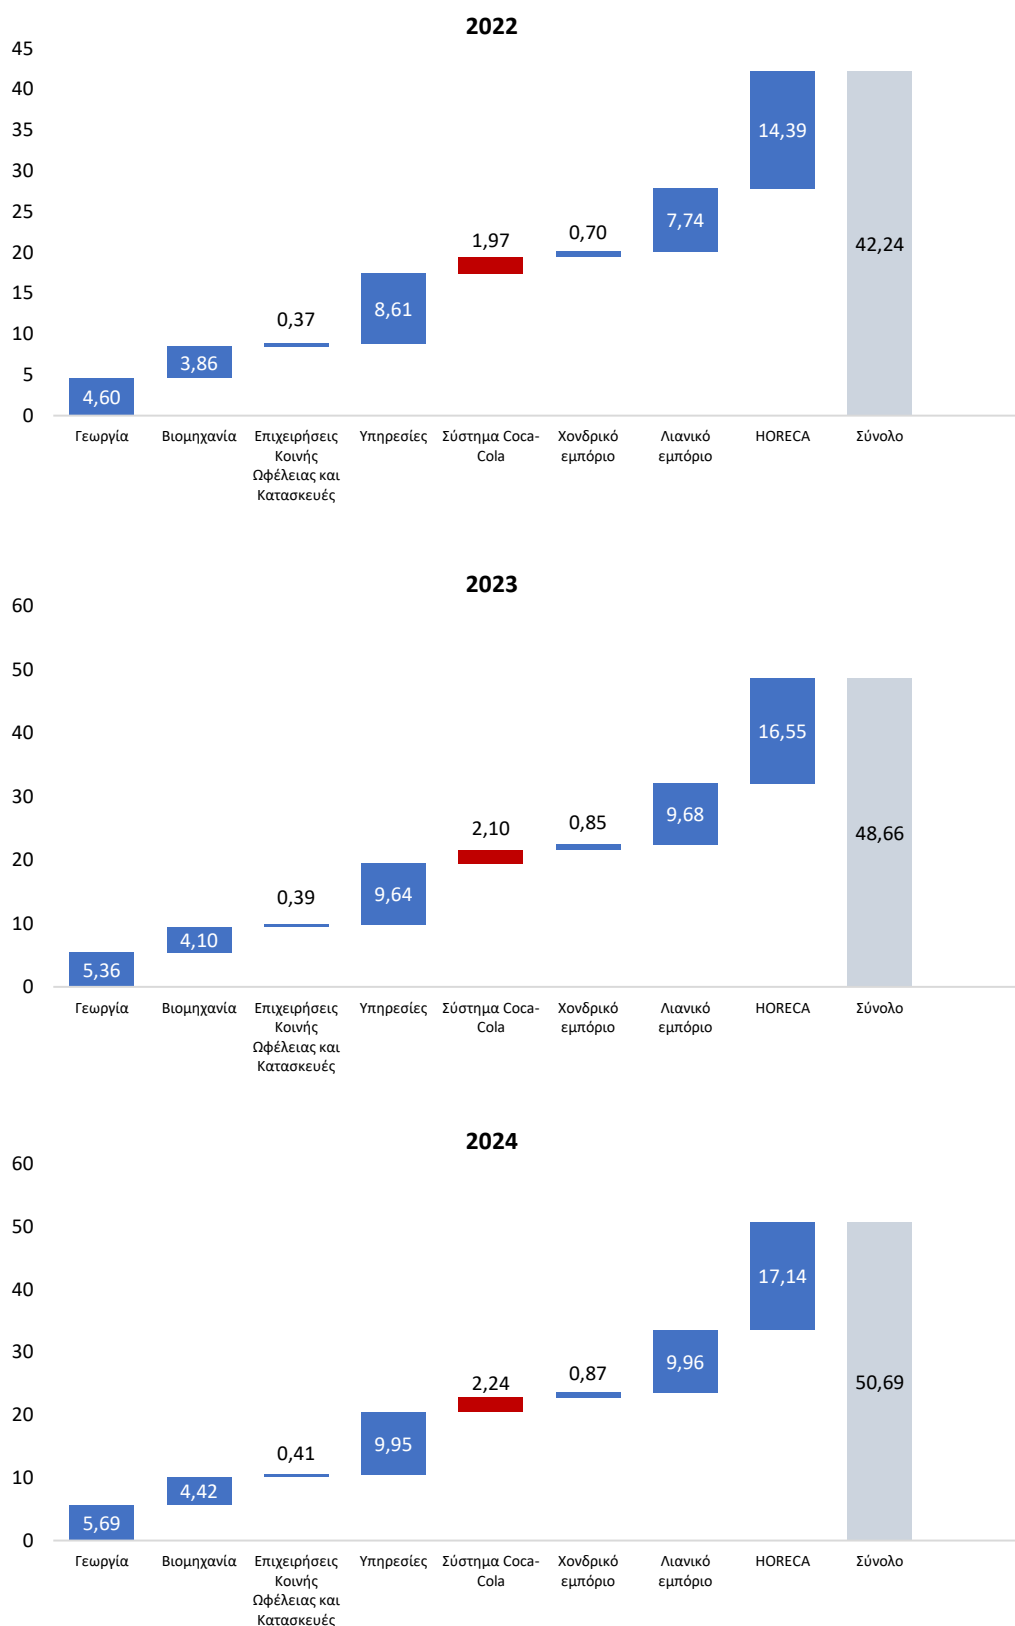 2022
45
40
35
30
25
20
15
10
5
0
4,60
3,86
0,37
8,61
1,97
0,70
7,74
14,39
42,24
Γεωργία
Βιομηχανία
Επιχειρήσεις
Κοινής
Ωφέλειας και
Κατασκευές
Υπηρεσίες
Σύστημα Coca-
Cola
Χονδρικό
εμπόριο
Λιανικό
εμπόριο
HORECA
Σύνολο
2023
60
50
40
30
20
10
0
5,36
4,10
0,39
9,64
2,10
0,85
9,68
16,55
48,66
Γεωργία
Βιομηχανία
Επιχειρήσεις
Κοινής
Ωφέλειας και
Κατασκευές
Υπηρεσίες
Σύστημα Coca-
Cola
Χονδρικό
εμπόριο
Λιανικό
εμπόριο
HORECA
Σύνολο
2024
60
50
40
30
20
10
0
5,69
4,42
0,41
9,95
2,24
0,87
9,96
17,14
50,69
Γεωργία
Βιομηχανία
Επιχειρήσεις
Κοινής
Ωφέλειας και
Κατασκευές
Υπηρεσίες
Σύστημα Coca-
Cola
Χονδρικό
εμπόριο
Λιανικό
εμπόριο
HORECA
Σύνολο